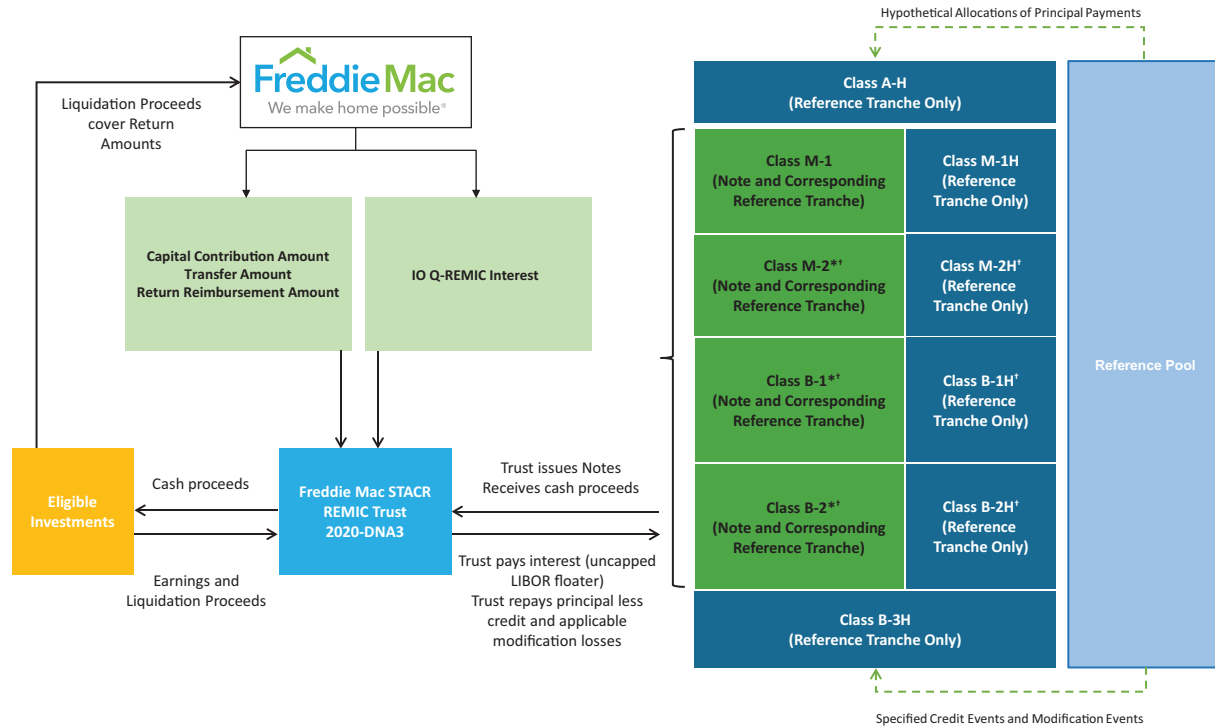 Hypothetical Allocations of Principal Payments
FreddieMac
We make home possible®
Liquidation Proceeds
cover Return
Amounts
Capital Contribution Amount
Transfer Amount
Return Reimbursement Amount
IO Q-REMIC Interest
Eligible
Investments
Cash proceeds
Earnings and
Liquidation Proceeds
Freddie Mac STACR
REMIC Trust
2020-DNA3
Trust issues Notes
Receives cash proceeds
Trust pays interest (uncapped
LIBOR floater)
Trust repays principal less
credit and applicable
modification losses
Class A-H
(Reference Tranche Only)
Class M-1
(Note and Corresponding
Reference Tranche)
Class M-1H
(Reference
Tranche Only)
Class M-2*†
(Note and Corresponding
Reference Tranche)
Class M-2H†
(Reference
Tranche Only)
Class B-1*†
(Note and Corresponding
Reference Tranche)
Class B-1H†
(Reference
Tranche Only)
Class B-2*†
(Note and Corresponding
Reference Tranche)
Class B-2H†
(Reference
Tranche Only)
Class B-3H
(Reference Tranche Only)
Reference Pool
Specified Credit Events and Modification Events